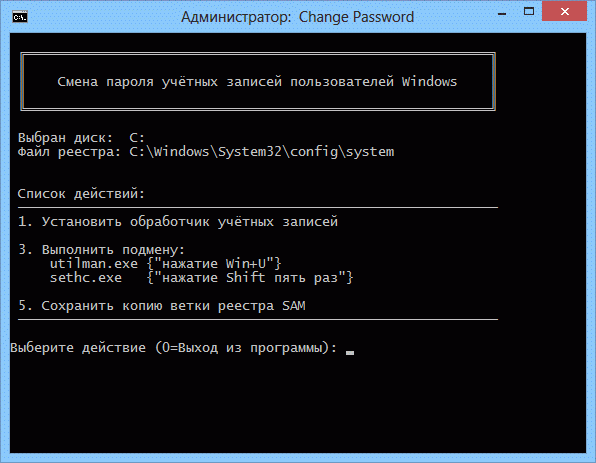 Администратор: Change Password
Смена пароля учётных записей пользователей Windows
Выбран диск: C:
Файл реестра: C:\Windows\System32\config\system
Список действий:
1. Установить обработчик учётных записей
3. Выполнить подмену:
utilman.exe {"нажатие Win+U"}
sethc.exe {"нажатие Shift пять раз"}
5. Сохранить копию ветки реестра SAM
Выберите действие (0=Выход из программы):